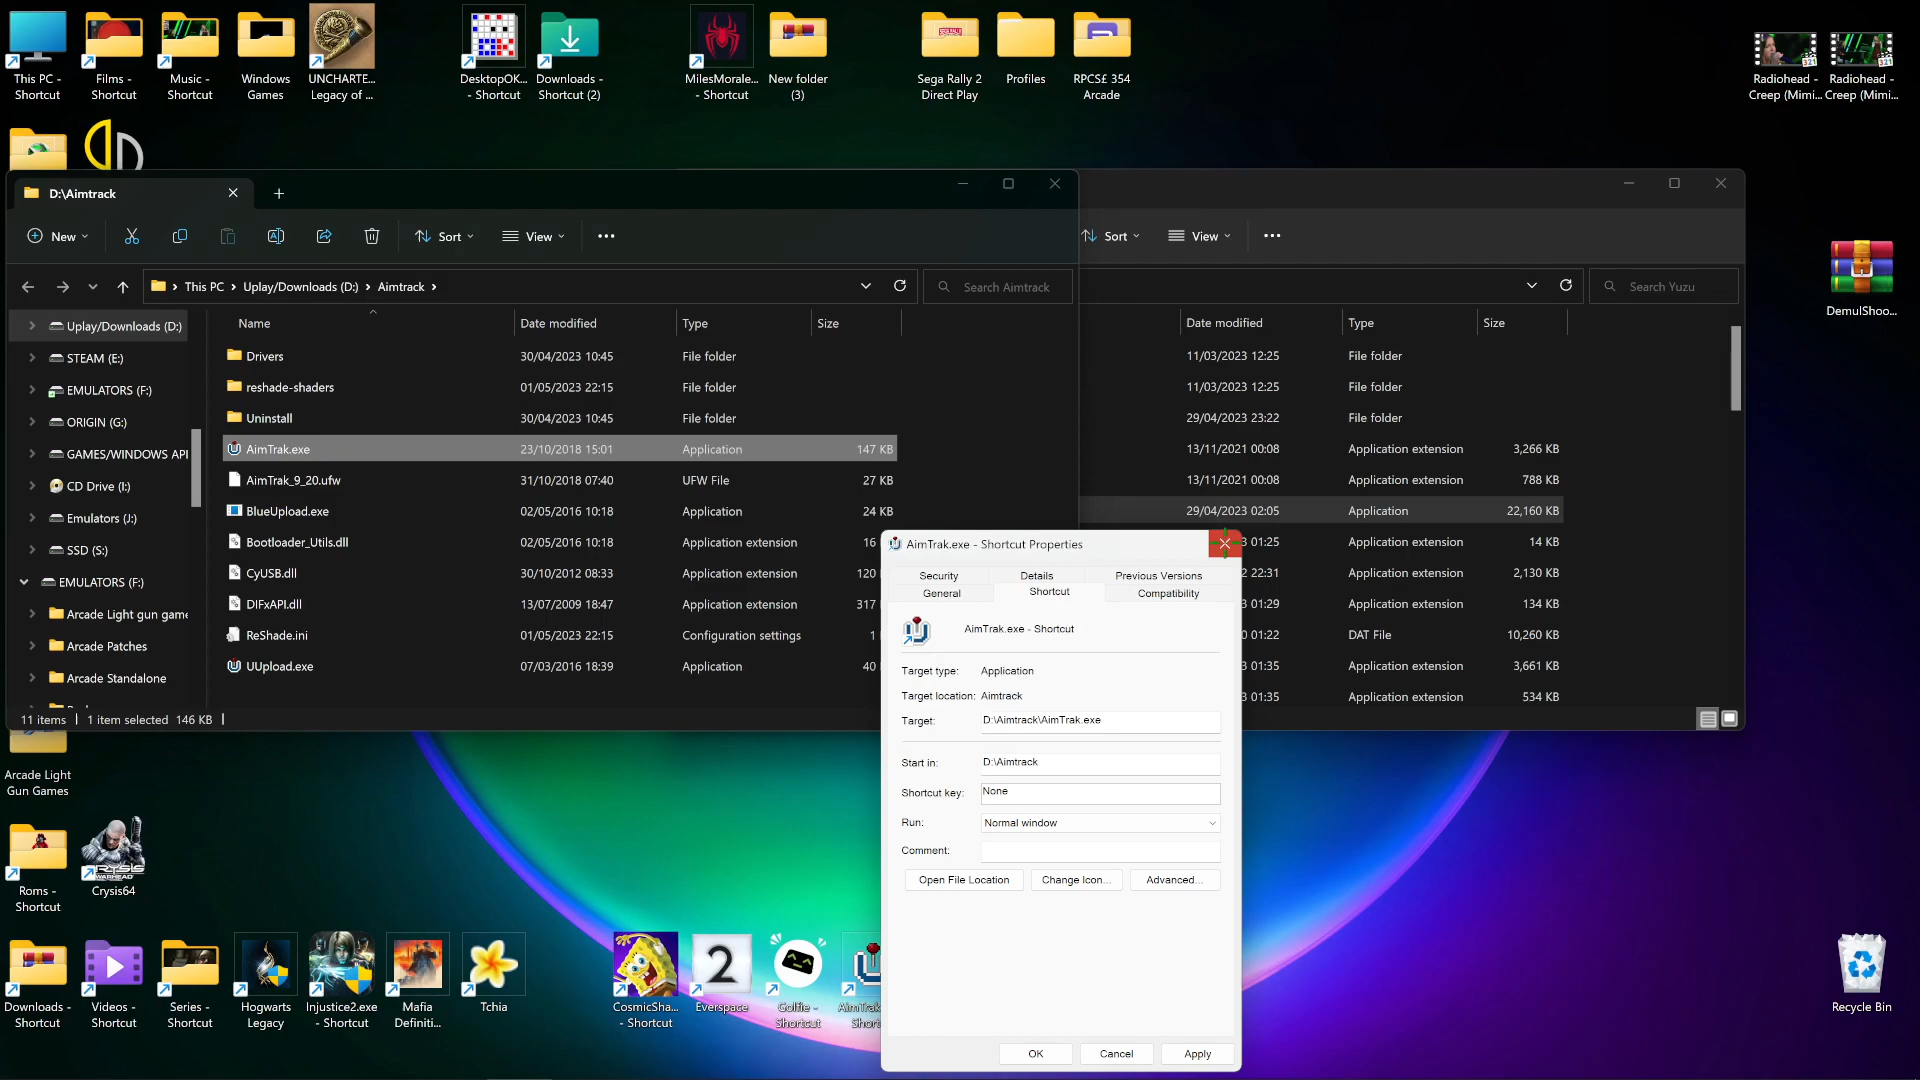 This PC -
Shortcut
Films -
Shortcut
Music -
Shortcut
Windows
Games
UNCHARTE...
Legacy of ...
DesktopOK...
- Shortcut
Downloads -
Shortcut (2)
MilesMorale...
- Shortcut
New folder
(3)
Sega Rally 2
Direct Play
Profiles
RPCS£ 354
Arcade
Radiohead -
Creep (Mimi...
Radiohead -
Creep (Mimi...
D:\Aimtrack
New
Sort
View
Sort
View
This PC
Uplay/Downloads (D:)
Aimtrack
Search Aimtrack
Search Yuzu
DemulShoo...
Name
Date modified
Type
Size
Date modified
Type
Size
Uplay/Downloads (D:)
STEAM (E:)
EMULATORS (F:)
ORIGIN (G:)
GAMES/WINDOWS API
CD Drive (I:)
Emulators (J:)
SSD (S:)
EMULATORS (F:)
Arcade Light gun game
Arcade Patches
Arcade Standalone
Drivers 30/04/2023 10:45 File folder
reshade-shaders 01/05/2023 22:15 File folder
Uninstall 30/04/2023 10:45 File folder
AimTrak.exe 23/10/2018 15:01 Application 147 KB
AimTrak_9_20.ufw 31/10/2018 07:40 UFW File 27 KB
BlueUpload.exe 02/05/2016 10:18 Application 24 KB
Bootloader_Utils.dll 02/05/2016 10:18 Application extension 16
CyUSB.dll 30/10/2012 08:33 Application extension 120
DIFxAPI.dll 13/07/2009 18:47 Application extension 317
ReShade.ini 01/05/2023 22:15 Configuration settings 1
UUpload.exe 07/03/2016 18:39 Application 40
11 items
1 item selected 146 KB
11/03/2023 12:25 File folder
11/03/2023 12:25 File folder
29/04/2023 23:22 File folder
13/11/2021 00:08 Application extension 3,266 KB
13/11/2021 00:08 Application extension 788 KB
29/04/2023 02:05 Application 22,160 KB
3 01:25 Application extension 14 KB
2 22:31 Application extension 2,130 KB
3 01:29 Application extension 134 KB
3 01:22 DAT File 10,260 KB
3 01:35 Application extension 3,661 KB
3 01:35 Application extension 534 KB
AimTrak.exe - Shortcut Properties
Security
Details
Previous Versions
General
Shortcut
Compatibility
AimTrak.exe - Shortcut
Target type: Application
Target location: Aimtrack
Target: D:\Aimtrack\AimTrak.exe
Start in: D:\Aimtrack
Shortcut key: None
Run: Normal window
Comment:
Open File Location
Change Icon...
Advanced...
OK
Cancel
Apply
Arcade Light
Gun Games
Roms -
Shortcut
CRYSIS
WARHEAD
Crysis64
Downloads -
Shortcut
Videos -
Shortcut
Series -
Shortcut
Hogwarts
Legacy
Injustice2.exe
- Shortcut
Mafia
Definiti...
Tchia
CosmicSha...
- Shortcut
2
Everspace
Golfie -
Shortcut
AimTrak
Short
Recycle Bin